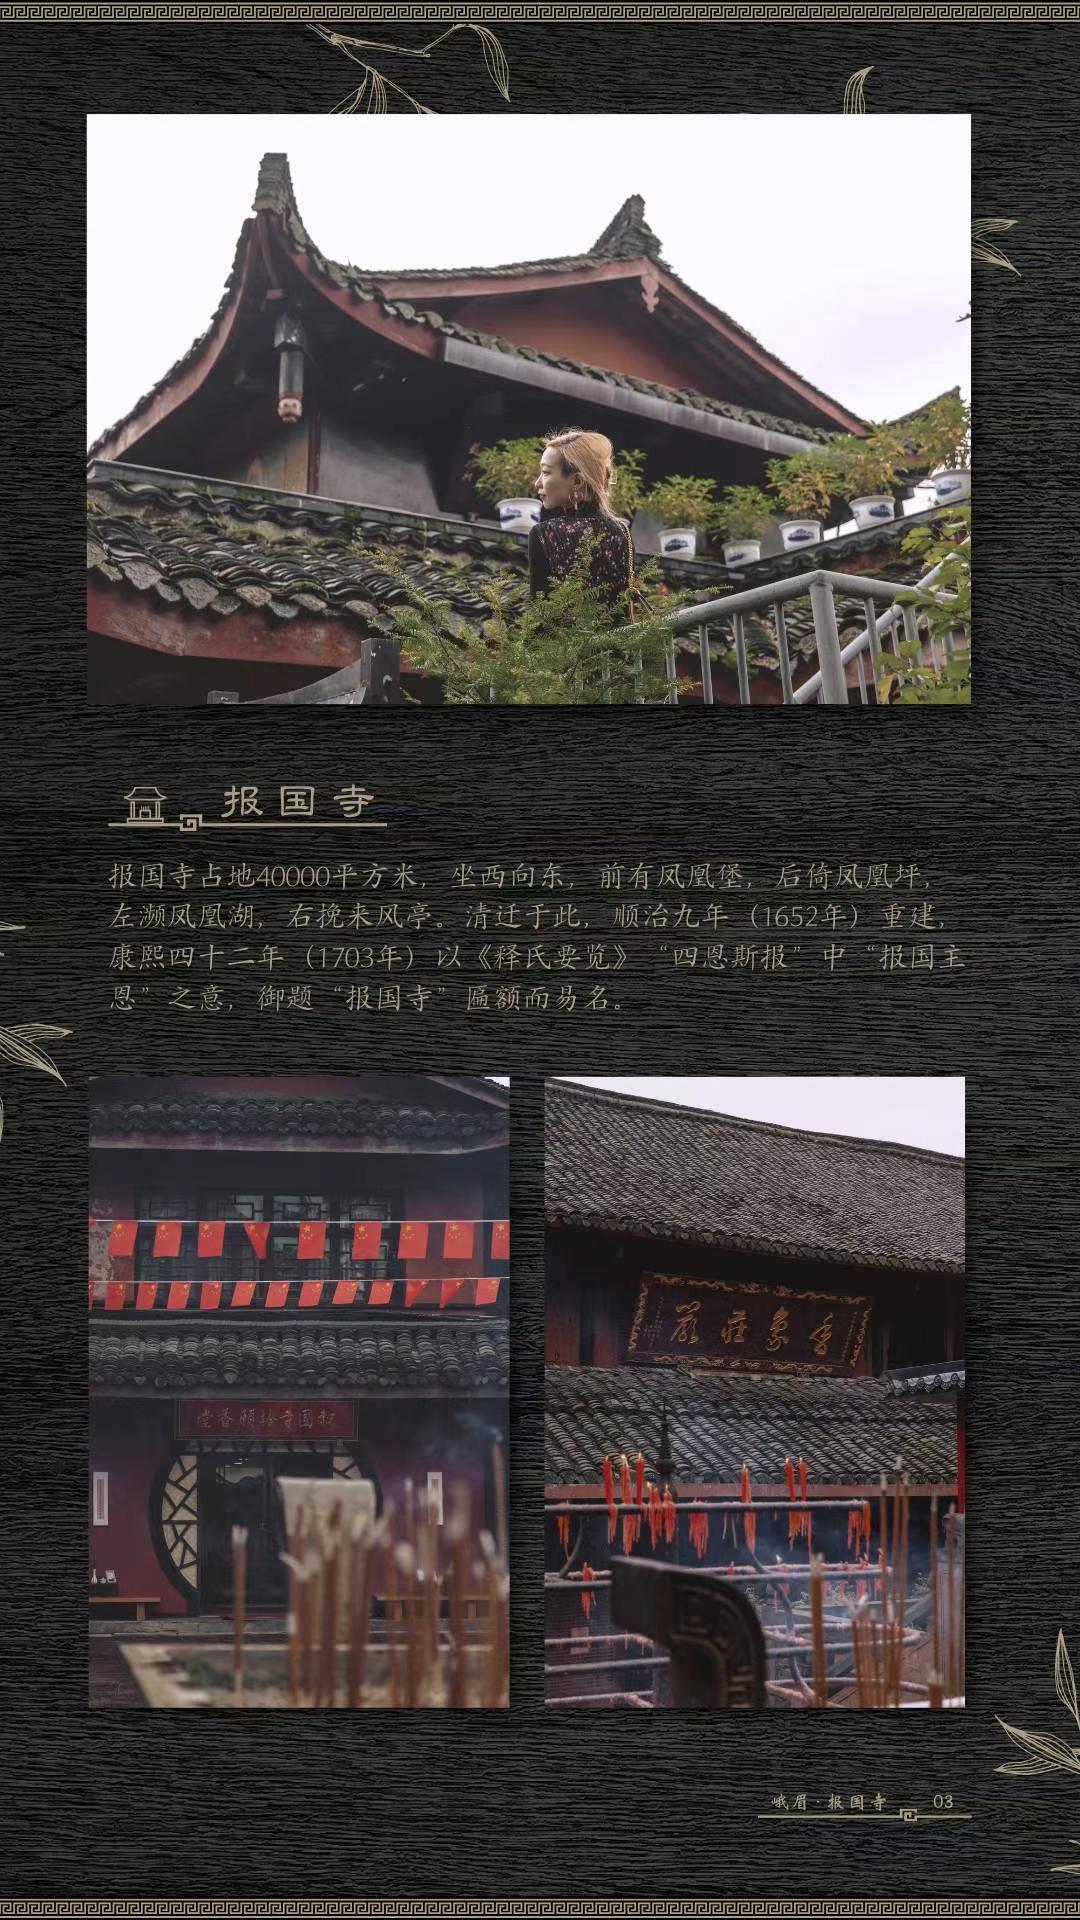 报国寺
报国寺占地40000平方米，坐西向东，前有凤凰堡，后倚凤凰坪，
左濒凤凰湖，右挽来风亭。清迁于此，顺治九年（1652年）重建，
康熙四十二年（1703年）以《释氏要览》“四恩斯报”中“报国主
恩”之意，御题“报国寺”匾额而易名。
香象庄严
峨眉·报国寺 03